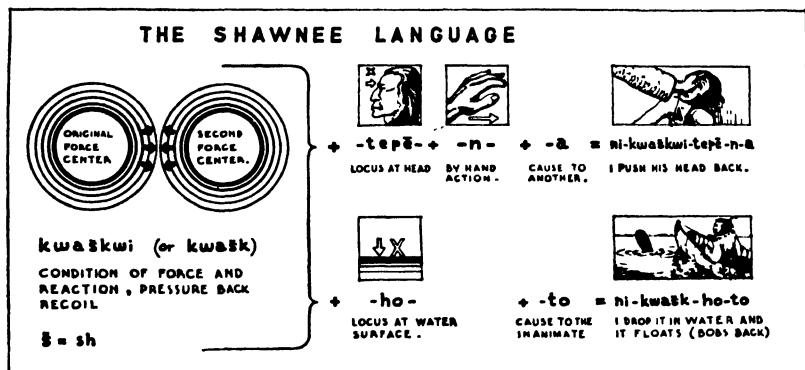 THE SHAWNEE LANGUAGE
ORIGINAL
FORCE
CENTER
SECOND
FORCE
CENTER.
kwaškwi (or kwašk)
CONDITION OF FORCE AND
REACTION, PRESSURE BACK
RECOIL
š = sh
X
+ -tepē- + -n- + -a = ni-kwaškwi-tepē-n-a
LOCUS AT HEAD
BY HAND
ACTION.
CAUSE TO
ANOTHER.
I PUSH HIS HEAD BACK.
X
+ -ho- + -to = ni-kwašk-ho-to
LOCUS AT WATER
SURFACE.
CAUSE TO THE
INANIMATE
I DROP IT IN WATER AND
IT FLOATS (BOBS BACK)